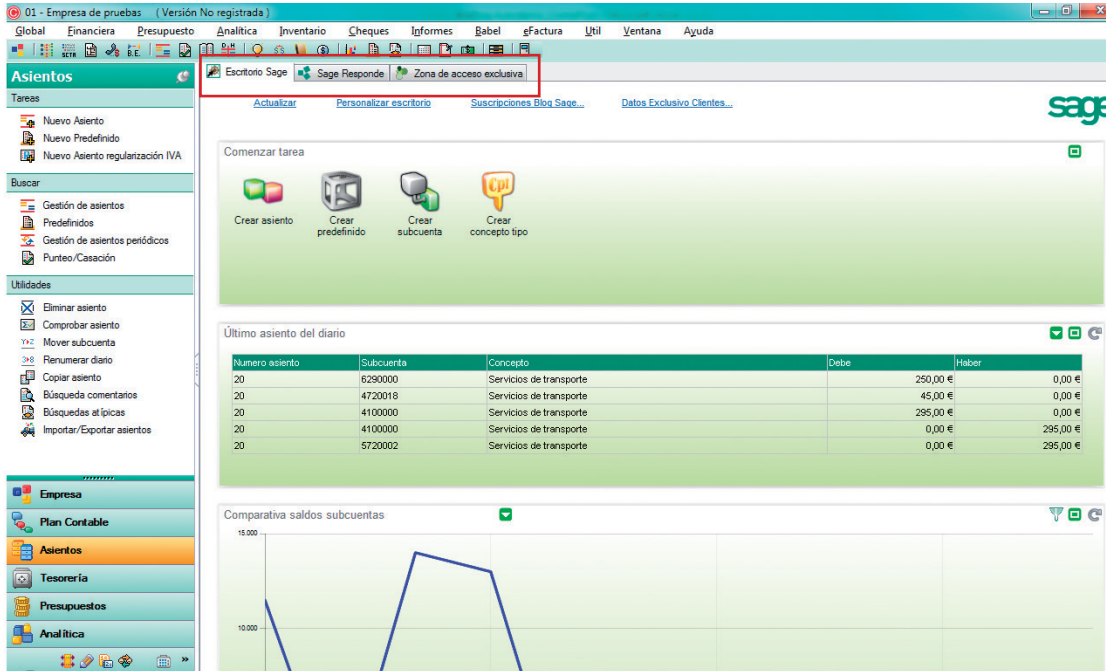 01 - Empresa de pruebas (Versión No registrada )
Global Financiera Presupuesto Analítica Inventario Cheques Informes Babel eFactura Util Ventana Ayuda
SCTR B.E. D H
Asientos
Escritorio Sage Sage Responde Zona de acceso exclusiva
Tareas
Nuevo Asiento
Nuevo Predefinido
Nuevo Asiento regularización IVA
Buscar
Gestión de asientos
Predefinidos
Gestión de asientos periódicos
Punteo/Casación
Utilidades
Eliminar asiento
Comprobar asiento
Mover subcuenta
Renumerar diario
Copiar asiento
Búsqueda comentarios
Búsquedas atípicas
Importar/Exportar asientos
Empresa
Plan Contable
Asientos
Tesorería
Presupuestos
Analítica
Actualizar Personalizar escritorio Suscripciones Blog Sage... Datos Exclusivo Clientes...
sage
Comenzar tarea
Cpt
Crear asiento Crear predefinido Crear subcuenta Crear concepto tipo
Último asiento del diario
Numero asiento Subcuenta Concepto Debe Haber
20 6290000 Servicios de transporte 250,00 € 0,00 €
20 4720018 Servicios de transporte 45,00 € 0,00 €
20 4100000 Servicios de transporte 295,00 € 0,00 €
20 4100000 Servicios de transporte 0,00 € 295,00 €
20 5720002 Servicios de transporte 0,00 € 295,00 €
Comparativa saldos subcuentas
15.000
10.000